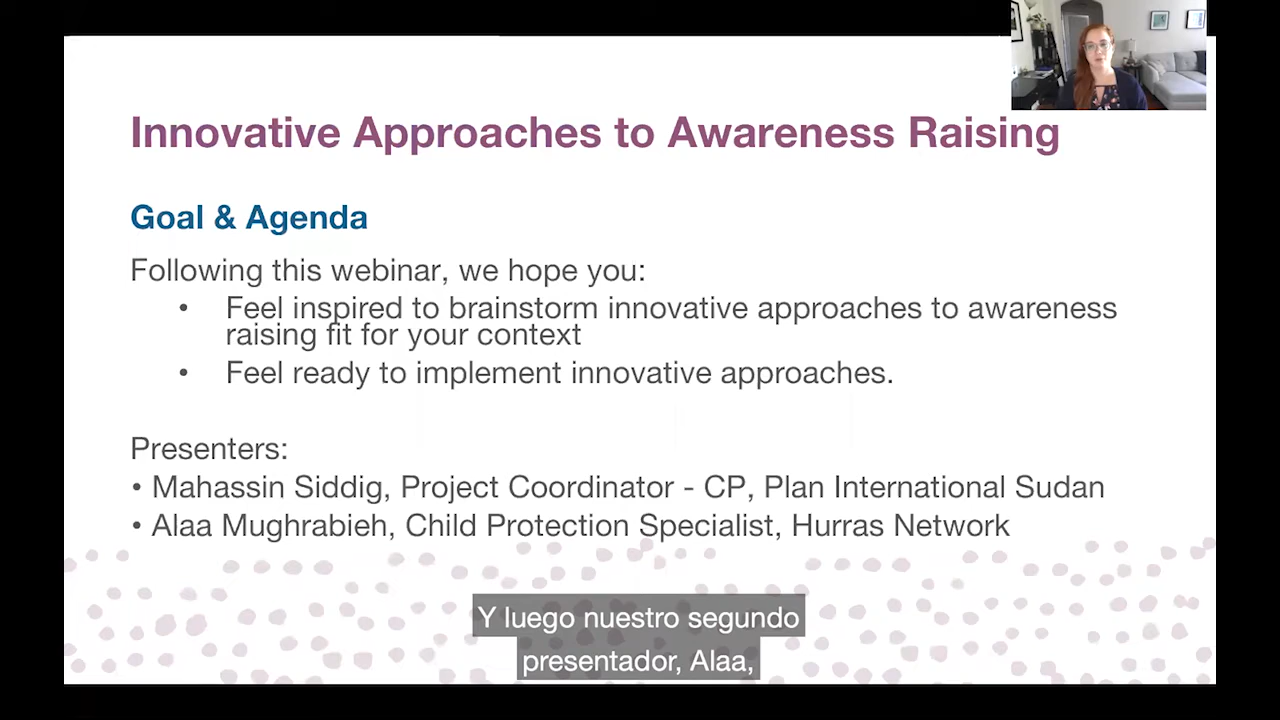 Innovative Approaches to Awareness Raising
Goal & Agenda
Following this webinar, we hope you:
• Feel inspired to brainstorm innovative approaches to awareness
raising fit for your context
• Feel ready to implement innovative approaches.
Presenters:
• Mahassin Siddig, Project Coordinator - CP, Plan International Sudan
• Alaa Mughrabieh, Child Protection Specialist, Hurras Network
Y luego nuestro segundo
presentador, Alaa,